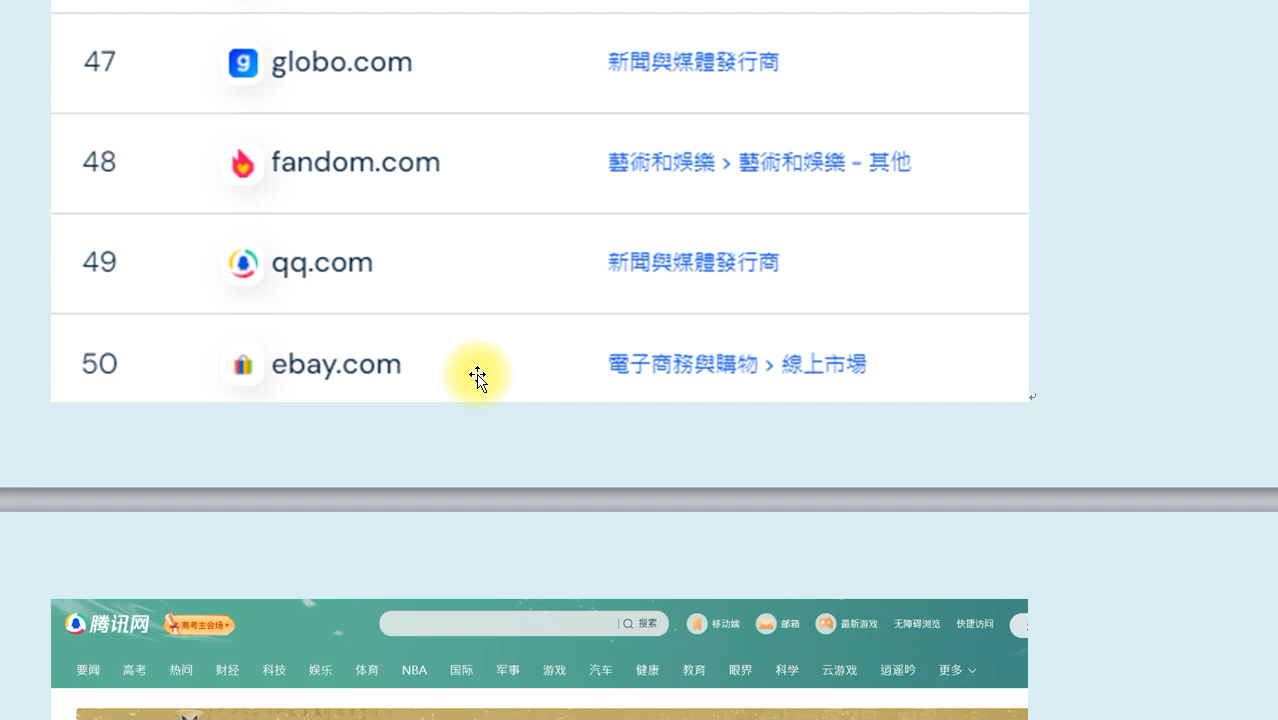 47 globo.com 新聞與媒體發行商
48 fandom.com 藝術和娛樂 > 藝術和娛樂 - 其他
49 qq.com 新聞與媒體發行商
50 ebay.com 電子商務與購物 > 線上市場
腾讯网 高考主会场 搜索 移动端 邮箱 最新游戏 无障碍浏览 快捷访问
要闻 高考 热问 财经 科技 娱乐 体育 NBA 国际 军事 游戏 汽车 健康 教育 眼界 科学 云游戏 逍遥吟 更多